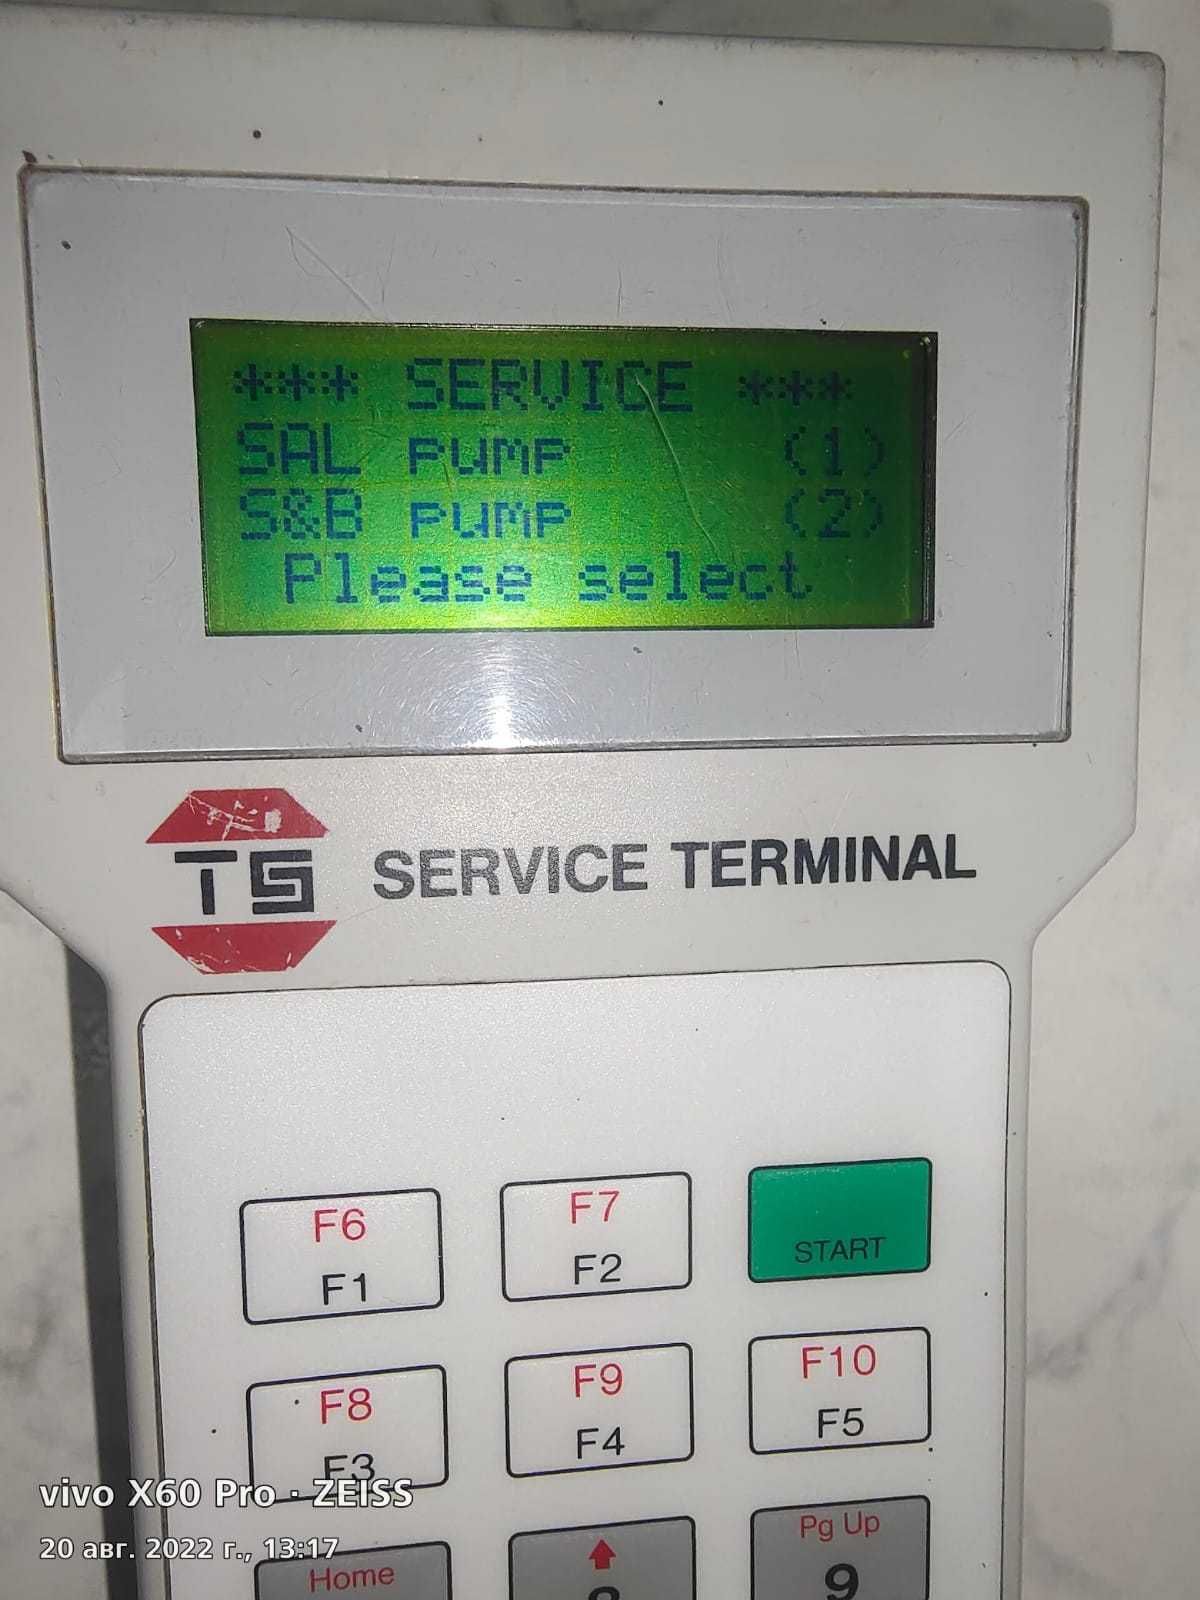 *** SERVICE ***
SAL pump (1)
S&B pump (2)
Please select
TS SERVICE TERMINAL
F6 F7
F1 F2 START
F8 F9 F10
F3 F4 F5
vivo X60 Pro · ZEISS
20 авг. 2022 г., 13:17
Home Pg Up
8 9